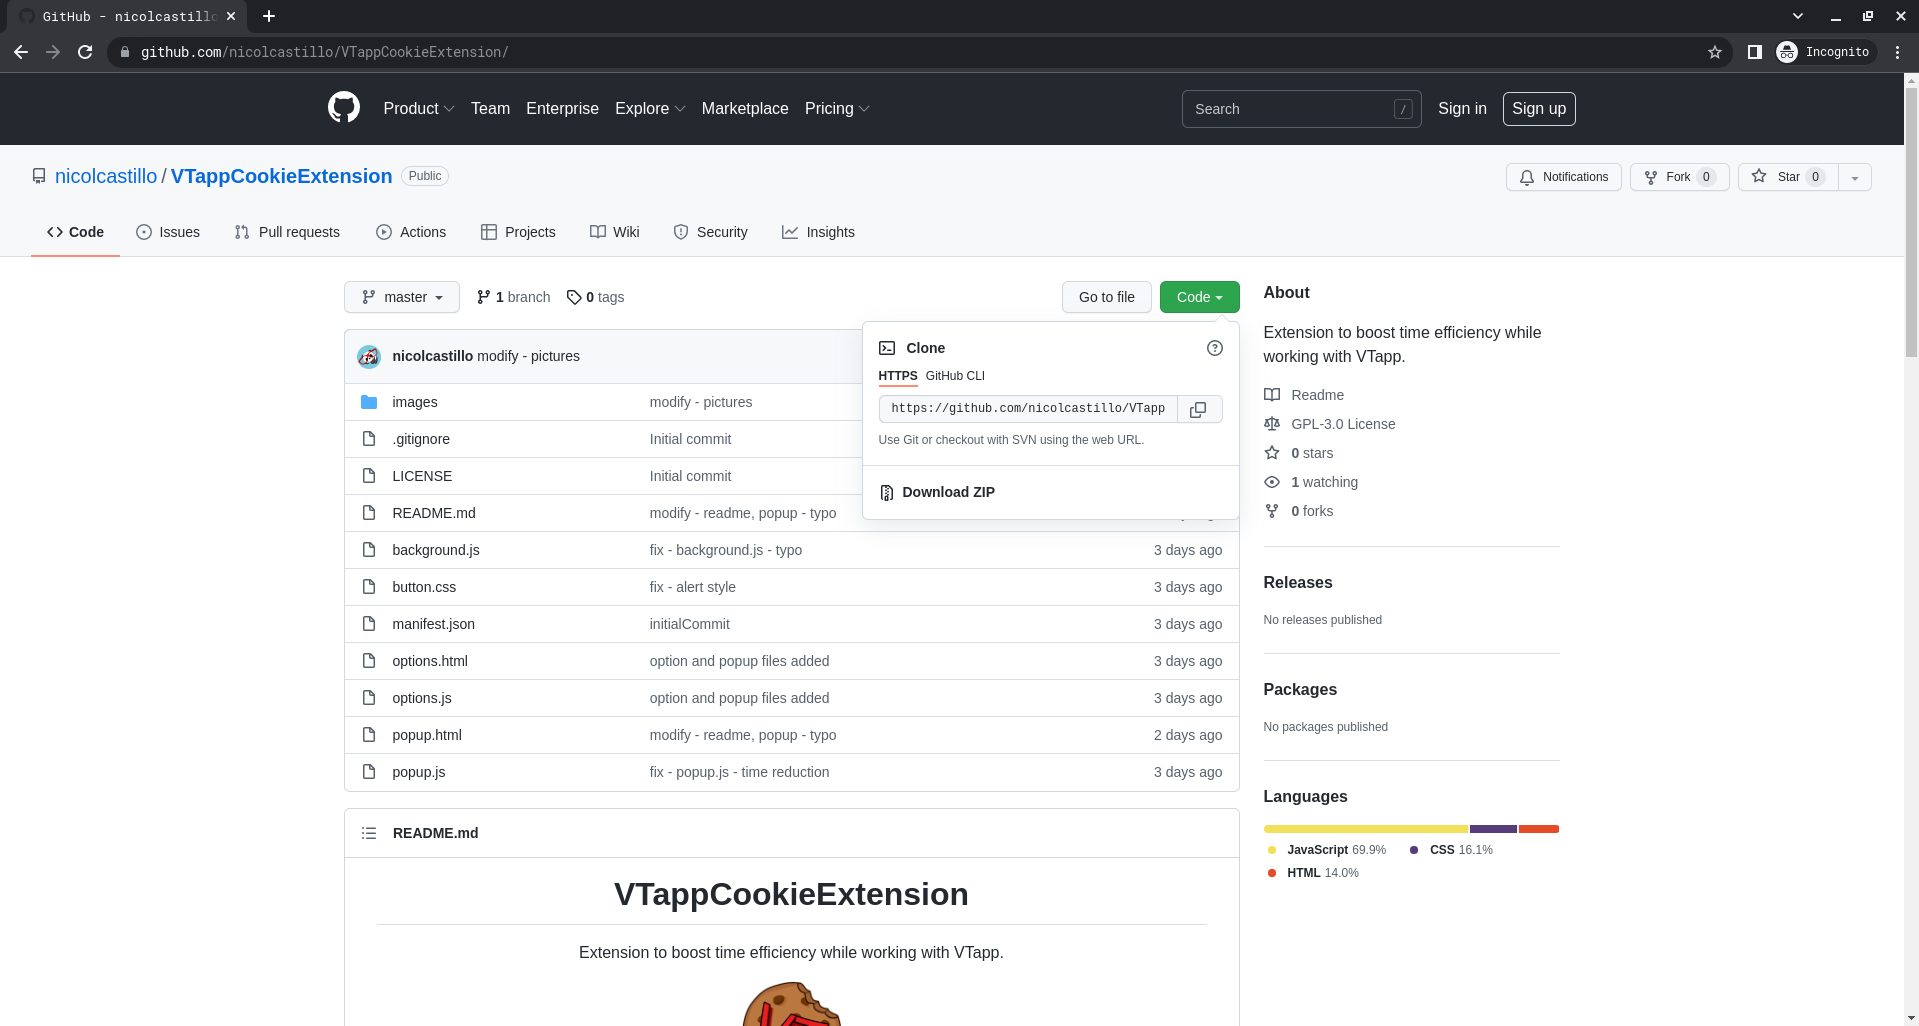 GitHub - nicolcastillo
github.com/nicolcastillo/VTappCookieExtension/
Incognito
Product Team Enterprise Explore Marketplace Pricing
Search /
Sign in
Sign up
nicolcastillo / VTappCookieExtension Public
Notifications
Fork 0
Star 0
Code Issues Pull requests Actions Projects Wiki Security Insights
master 1 branch 0 tags
Go to file
Code
nicolcastillo modify - pictures
images modify - pictures
.gitignore Initial commit
LICENSE Initial commit
README.md modify - readme, popup - typo
background.js fix - background.js - typo 3 days ago
button.css fix - alert style 3 days ago
manifest.json initialCommit 3 days ago
options.html option and popup files added 3 days ago
options.js option and popup files added 3 days ago
popup.html modify - readme, popup - typo 2 days ago
popup.js fix - popup.js - time reduction 3 days ago
Clone
HTTPS GitHub CLI
https://github.com/nicolcastillo/VTapp
Use Git or checkout with SVN using the web URL.
Download ZIP
README.md
VTappCookieExtension
Extension to boost time efficiency while working with VTapp.
About
Extension to boost time efficiency while
working with VTapp.
Readme
GPL-3.0 License
0 stars
1 watching
0 forks
Releases
No releases published
Packages
No packages published
Languages
JavaScript 69.9% CSS 16.1%
HTML 14.0%